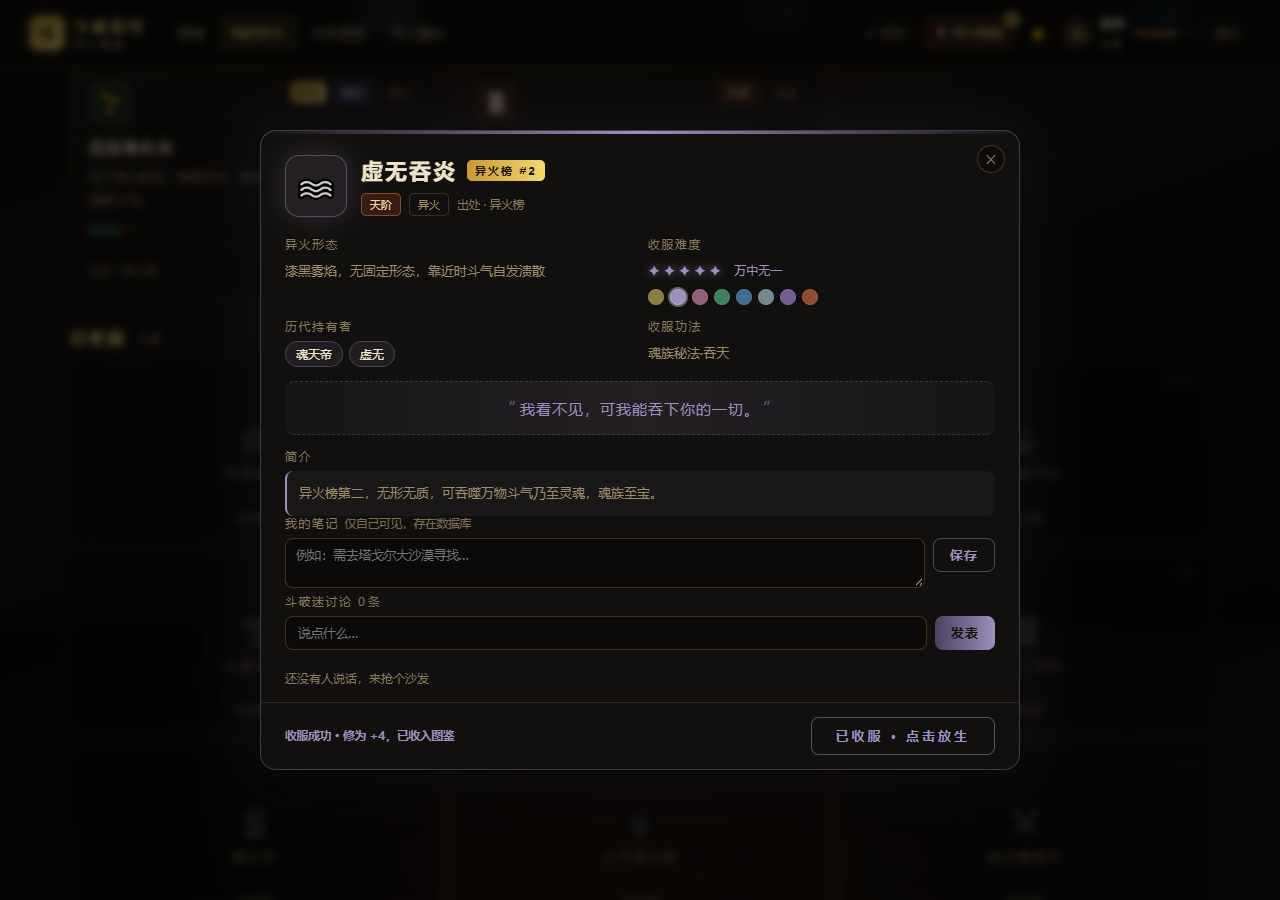 虚无吞炎 异火榜 #2
天阶 异火 出处 · 异火榜
异火形态
漆黑雾焰，无固定形态，靠近时斗气自发溃散
收服难度
✦✦✦✦✦ 万中无一
历代持有者
魂天帝 虚无
收服功法
魂族秘法·吞天
"我看不见，可我能吞下你的一切。"
简介
异火榜第二，无形无质，可吞噬万物斗气乃至灵魂，魂族至宝。
我的笔记 仅自己可见，存在数据库
例如：需去塔戈尔大沙漠寻找… 保存
斗破迷讨论 0 条
说点什么… 发表
还没有人说话，来抢个沙发
收服成功 • 修为 +4，已收入图鉴 已收服 • 点击放生